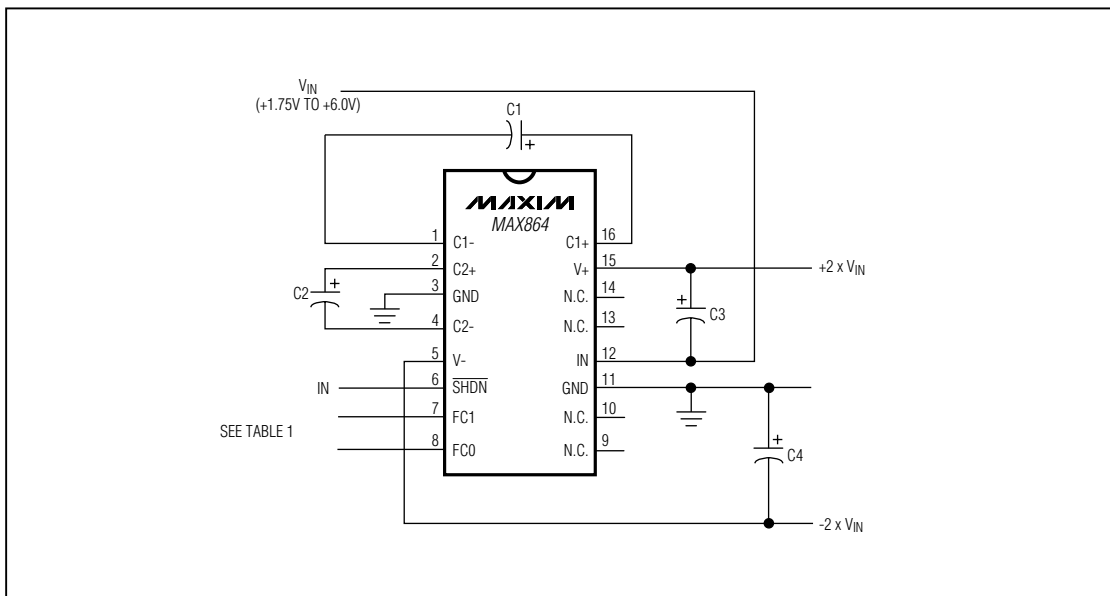 V_IN
(+1.75V TO +6.0V)
C1
+
MAXIM
MAX864
1 C1-
C1+ 16
2 C2+
V+ 15
+2 x V_IN
+
C2
3 GND
N.C. 14
+
C3
4 C2-
N.C. 13
5 V-
IN 12
IN
6 S̅H̅D̅N̅
GND 11
7 FC1
N.C. 10
SEE TABLE 1
8 FC0
N.C. 9
+
C4
-2 x V_IN